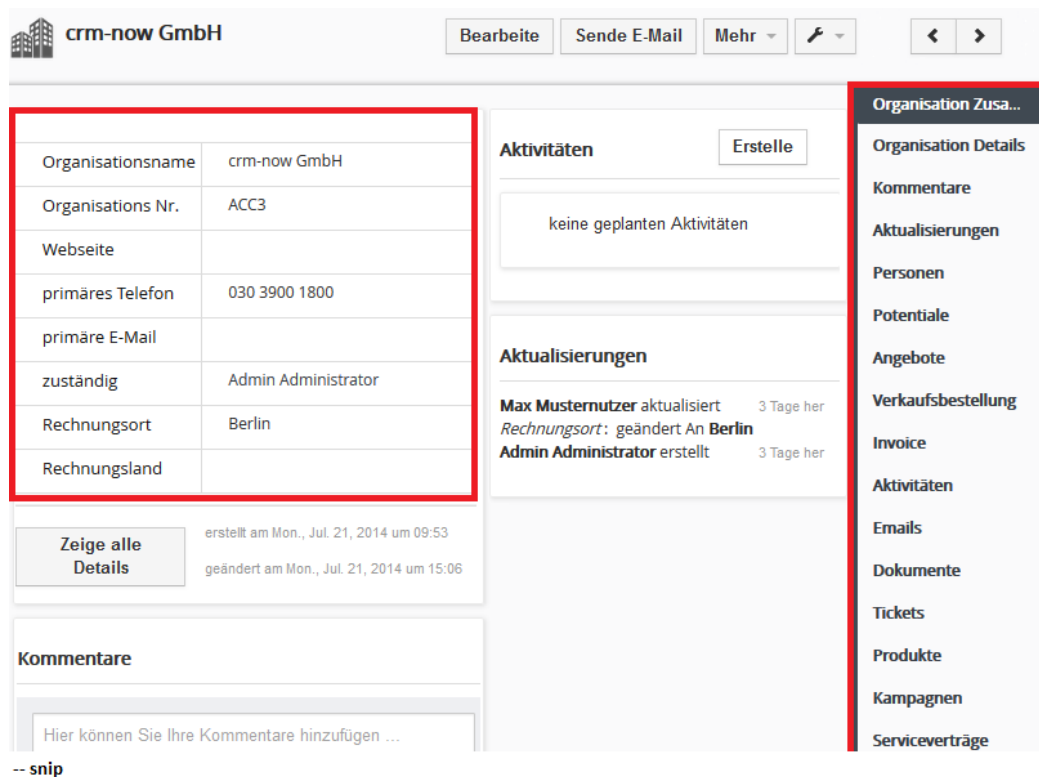 crm-now GmbH
Bearbeite
Sende E-Mail
Mehr
Organisationsname crm-now GmbH
Organisations Nr. ACC3
Webseite
primäres Telefon 030 3900 1800
primäre E-Mail
zuständig Admin Administrator
Rechnungsort Berlin
Rechnungsland
Zeige alle
Details
erstellt am Mon., Jul. 21, 2014 um 09:53
geändert am Mon., Jul. 21, 2014 um 15:06
Kommentare
Hier können Sie Ihre Kommentare hinzufügen ...
Aktivitäten
Erstelle
keine geplanten Aktivitäten
Aktualisierungen
Max Musternutzer aktualisiert 3 Tage her
Rechnungsort: geändert An Berlin
Admin Administrator erstellt 3 Tage her
Organisation Zusa...
Organisation Details
Kommentare
Aktualisierungen
Personen
Potentiale
Angebote
Verkaufsbestellung
Invoice
Aktivitäten
Emails
Dokumente
Tickets
Produkte
Kampagnen
Serviceverträge
-- snip